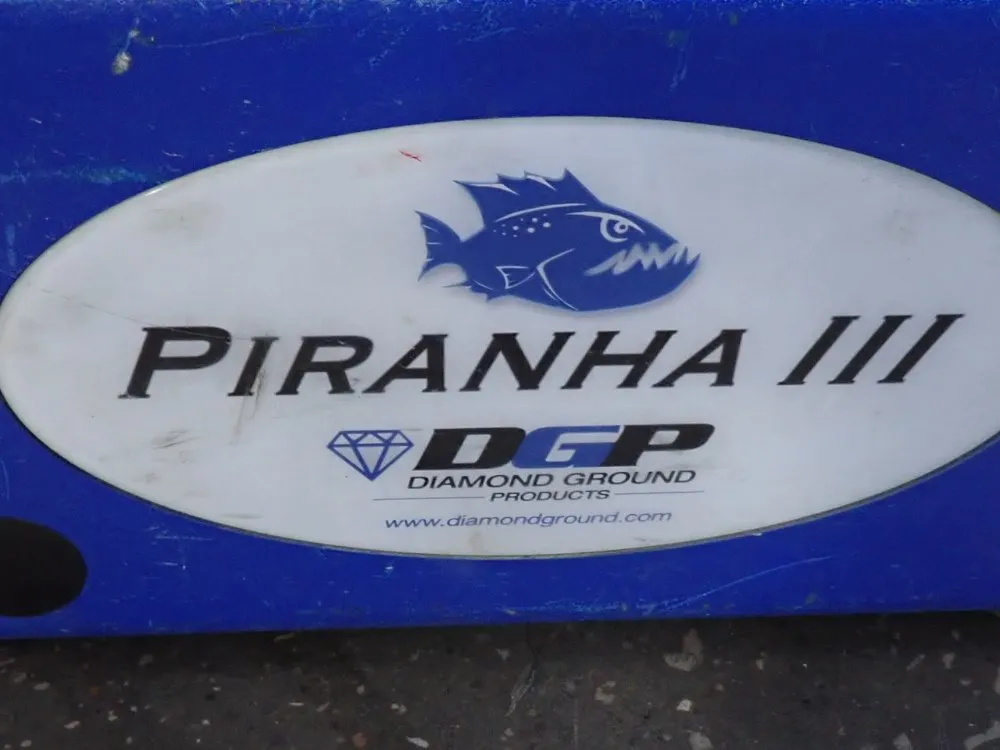 PIRANHA III
DGP
DIAMOND GROUND
PRODUCTS
www.diamondground.com